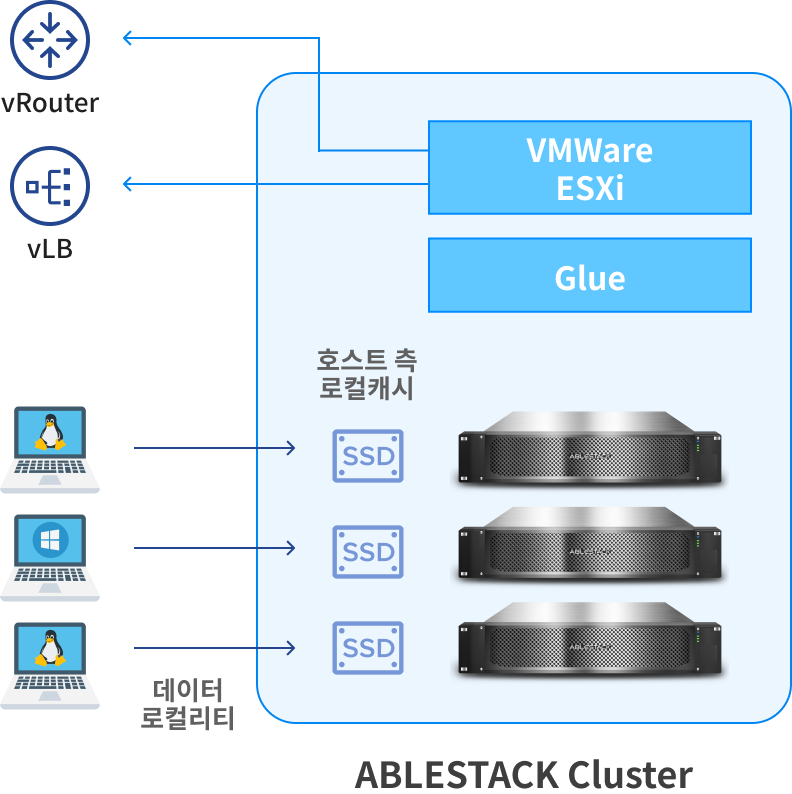 vRouter
VMWare
ESXi
vLB
Glue
호스트 측
로컬캐시
SSD
ABLESTACK
SSD
ABLESTACK
SSD
ABLESTACK
데이터
로컬리티
ABLESTACK Cluster